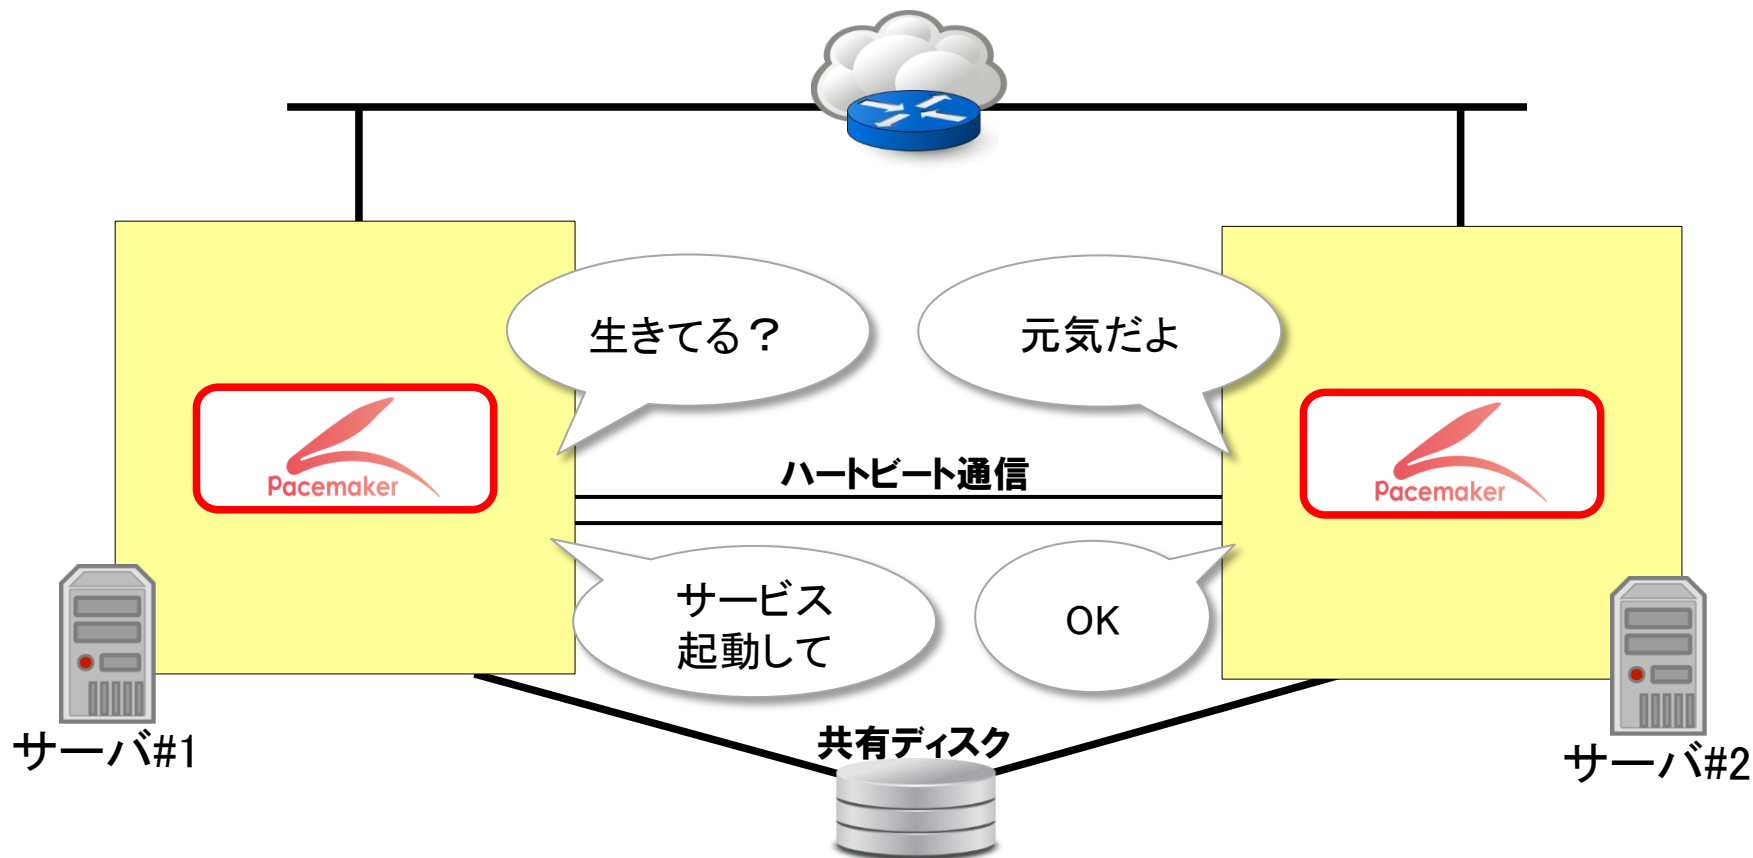 生きてる？
元気だよ
Pacemaker
Pacemaker
ハートビート通信
サービス
起動して
OK
サーバ#1
共有ディスク
サーバ#2